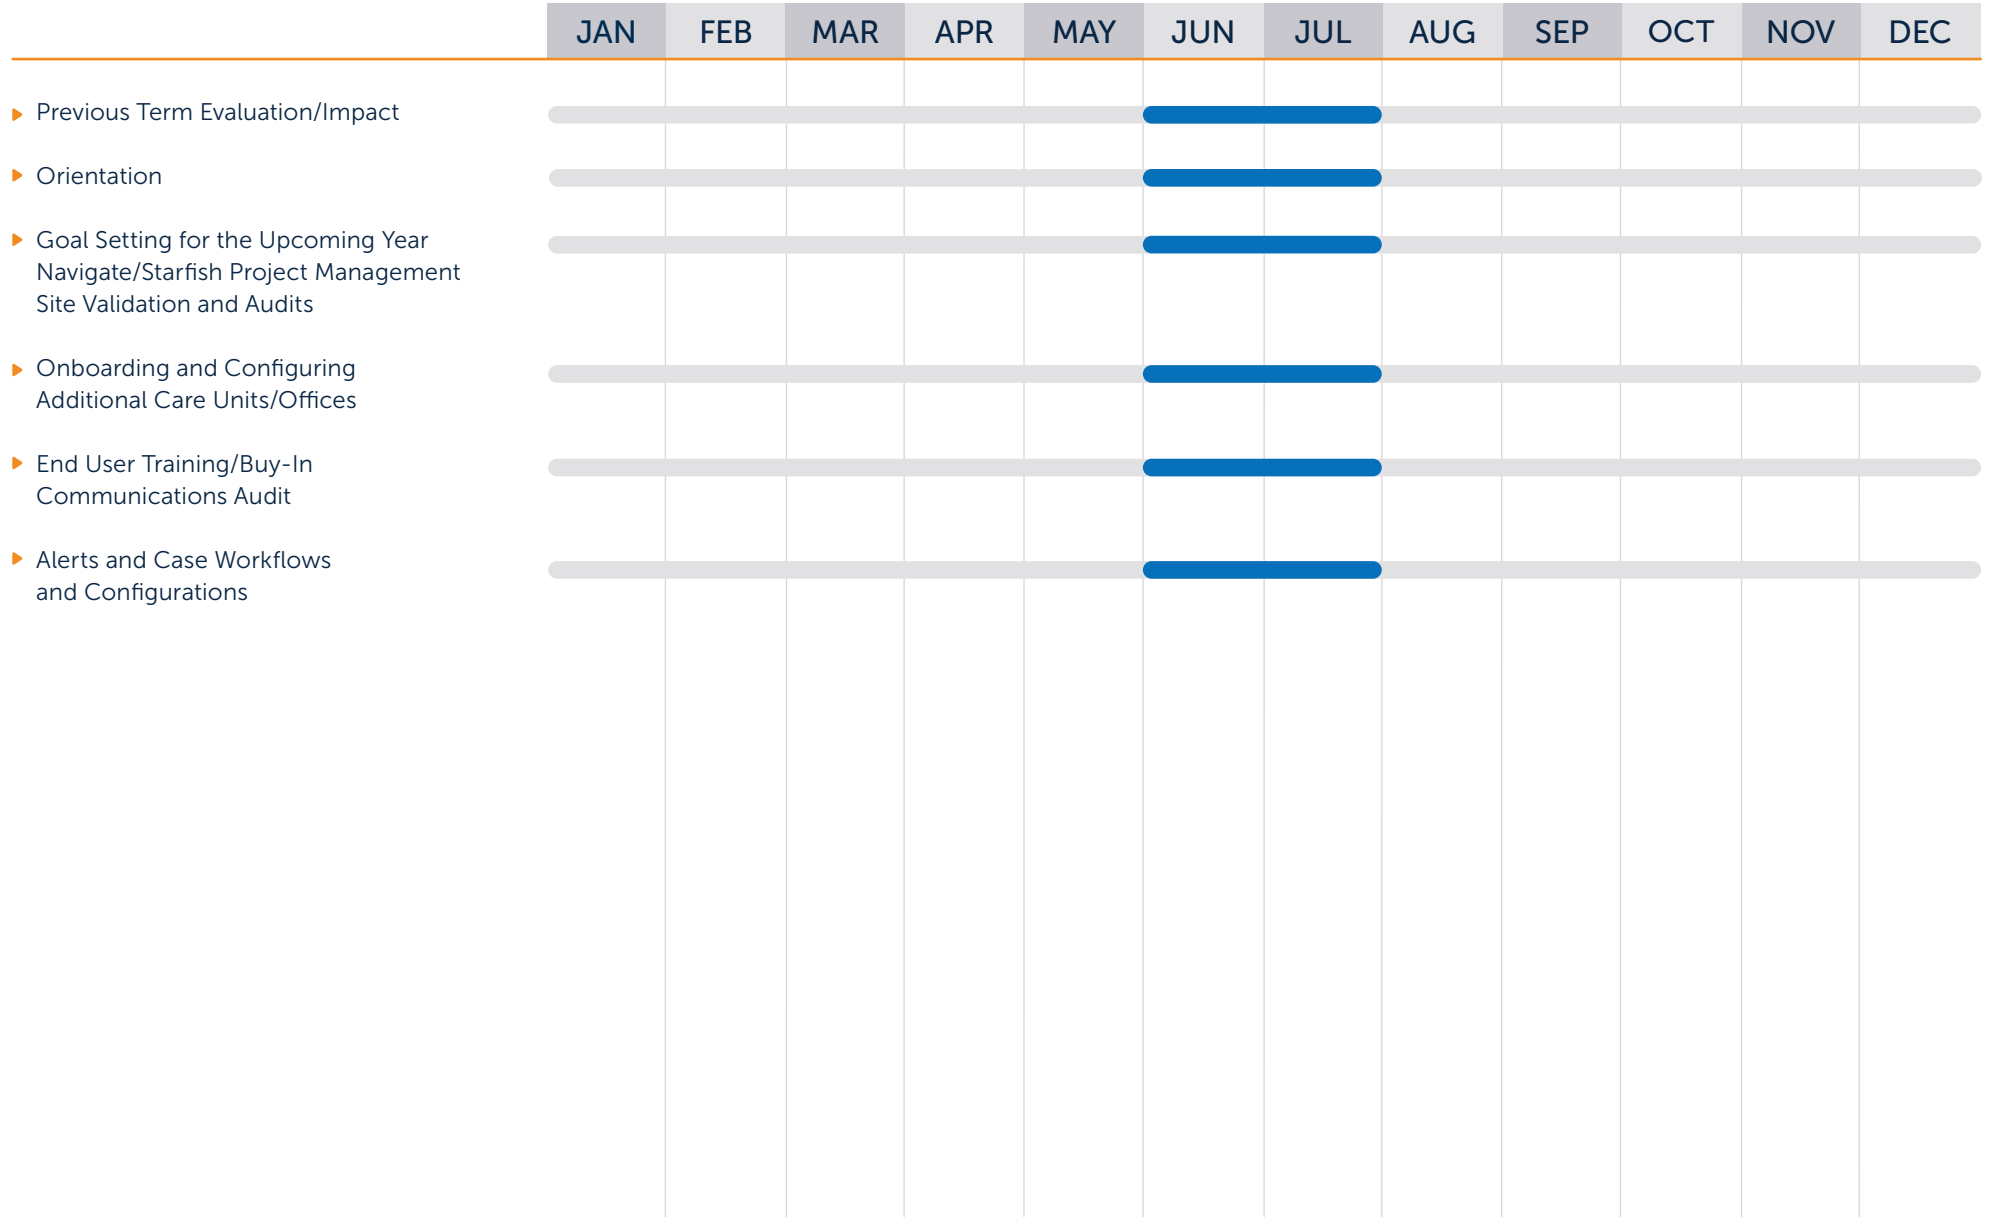 JAN FEB MAR APR MAY JUN JUL AUG SEP OCT NOV DEC
Previous Term Evaluation/Impact
Orientation
Goal Setting for the Upcoming Year
Navigate/Starfish Project Management
Site Validation and Audits
Onboarding and Configuring
Additional Care Units/Offices
End User Training/Buy-In
Communications Audit
Alerts and Case Workflows
and Configurations